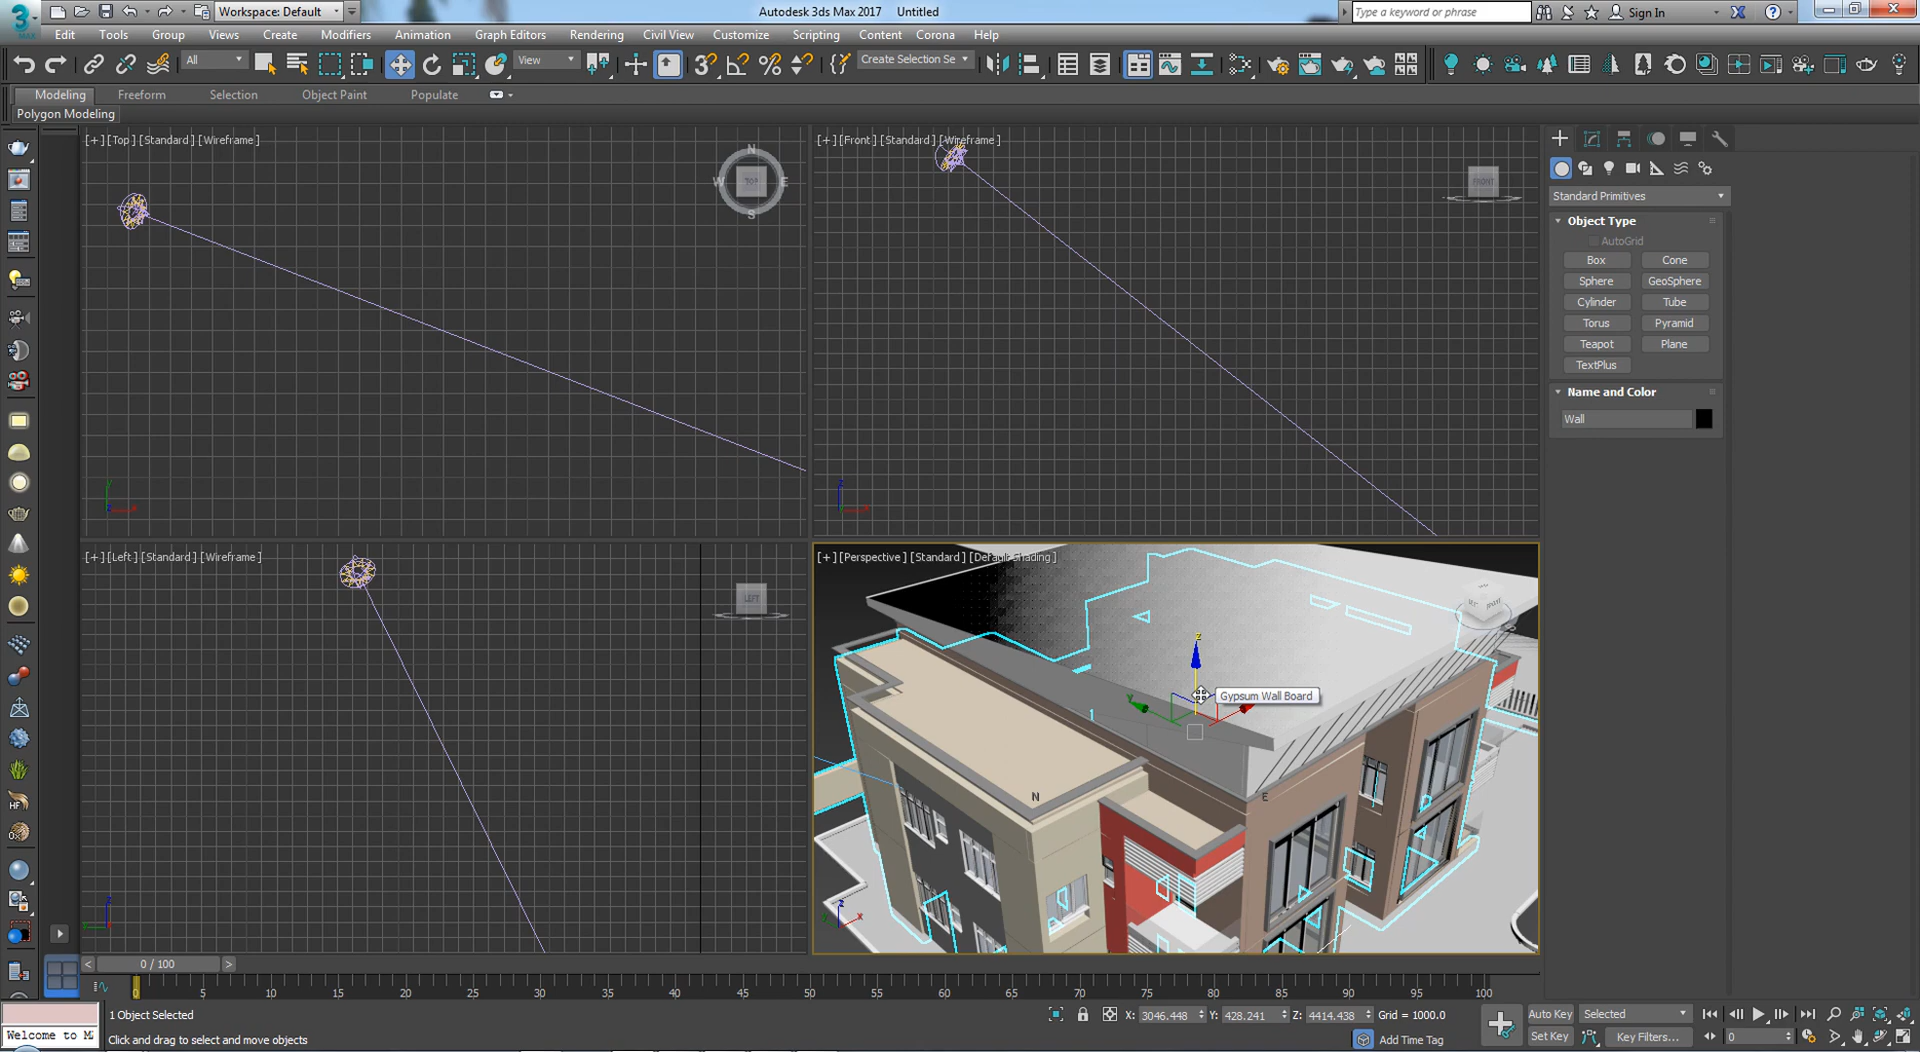 3
MAX
Workspace: Default
Autodesk 3ds Max 2017 Untitled
Type a keyword or phrase
Sign In
Edit Tools Group Views Create Modifiers Animation Graph Editors Rendering Civil View Customize Scripting Content Corona Help
All
View
Create Selection Se
Modeling Freeform Selection Object Paint Populate
Polygon Modeling
[+] [Top] [Standard] [Wireframe]
N
W TOP E
S
[+] [Front] [Standard] [Wireframe]
FRONT
[+] [Left] [Standard] [Wireframe]
LEFT
[+] [Perspective] [Standard] [Default Shading]
Gypsum Wall Board
N
E
Standard Primitives
Object Type
AutoGrid
Box Cone
Sphere GeoSphere
Cylinder Tube
Torus Pyramid
Teapot Plane
TextPlus
Name and Color
Wall
HF
0 / 100
0 5 10 15 20 25 30 35 40 45 50 55 60 65 70 75 80 85 90 95 100
1 Object Selected
X: 3046.448 Y: 428.241 Z: 4414.438 Grid = 1000.0
Auto Key Selected
Welcome to M
Click and drag to select and move objects
Add Time Tag
Set Key Key Filters...
0